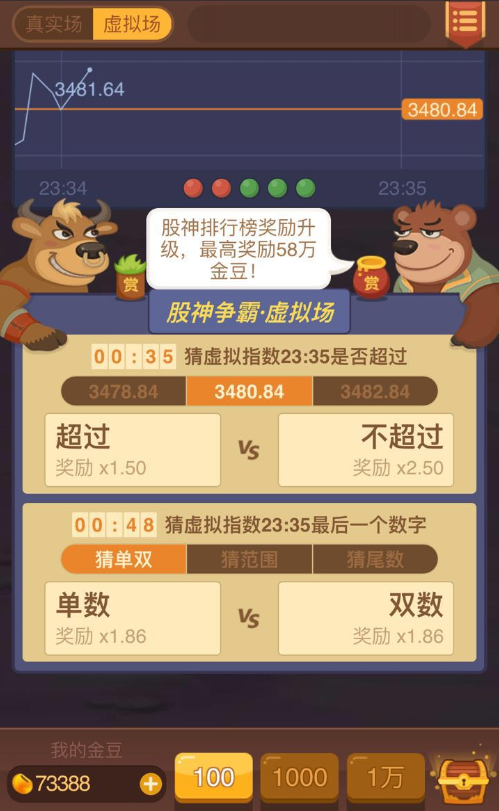 真实场 虚拟场
3481.64
3480.84
23:34 23:35
股神排行榜奖励升
级，最高奖励58万
金豆！
赏 赏
股神争霸·虚拟场
00:35 猜虚拟指数23:35是否超过
3478.84 3480.84 3482.84
超过 VS 不超过
奖励 x1.50 奖励 x2.50
00:48 猜虚拟指数23:35最后一个数字
猜单双 猜范围 猜尾数
单数 VS 双数
奖励 x1.86 奖励 x1.86
我的金豆
73388 100 1000 1万